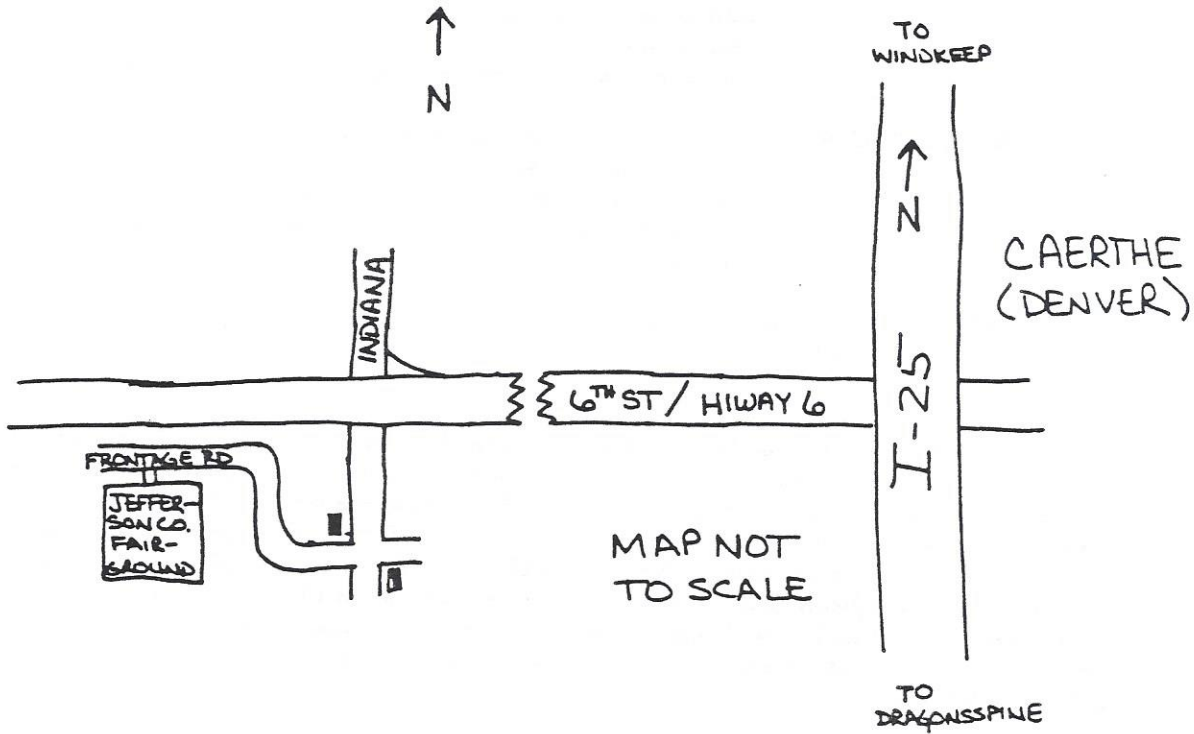 N
TO
WINDKEEP
N
CAERTHE
(DENVER)
INDIANA
6TH ST / HIWAY 6
I-25
FRONTAGE RD
JEFFER-
SON CO.
FAIR-
GROUND
MAP NOT
TO SCALE
TO
DRAGONSSPINE